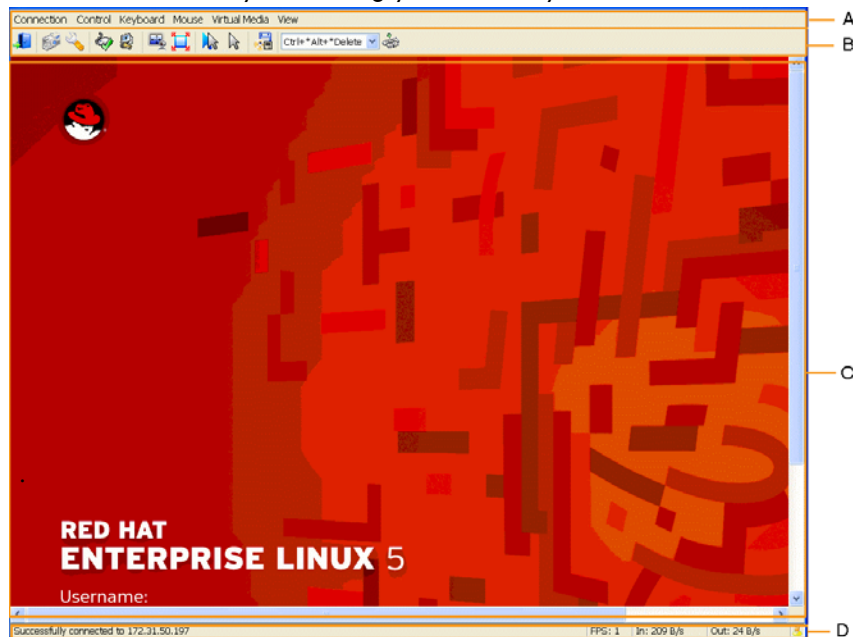 Connection Control Keyboard Mouse Virtual Media View
A
Ctrl+*Alt+*Delete
B
C
RED HAT
ENTERPRISE LINUX 5
Username:
Successfully connected to 172.31.50.197 FPS: 1 In: 209 B/s Out: 24 B/s
D